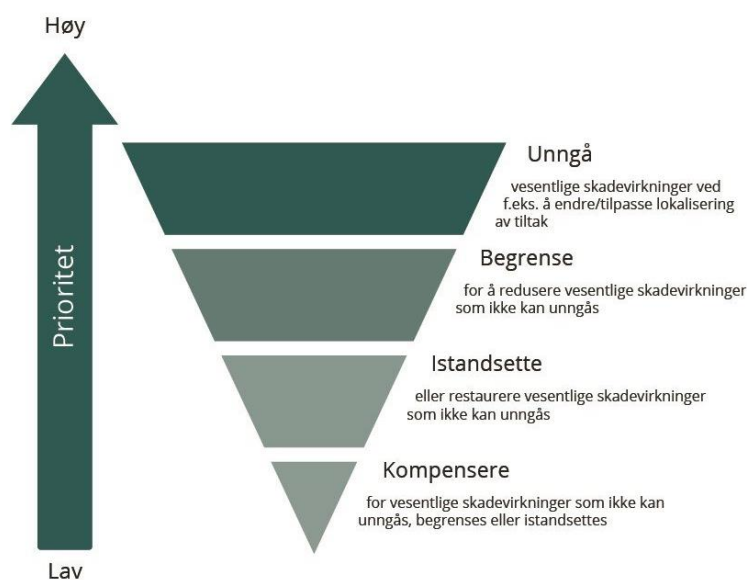 Høy
Prioritet
Unngå
vesentlige skadevirkninger ved
f.eks. å endre/tilpasse lokalisering
av tiltak
Begrense
for å redusere vesentlige skadevirkninger
som ikke kan unngås
Istandsette
eller restaurere vesentlige skadevirkninger
som ikke kan unngås
Kompensere
for vesentlige skadevirkninger som ikke kan
unngås, begrenses eller istandsettes
Lav